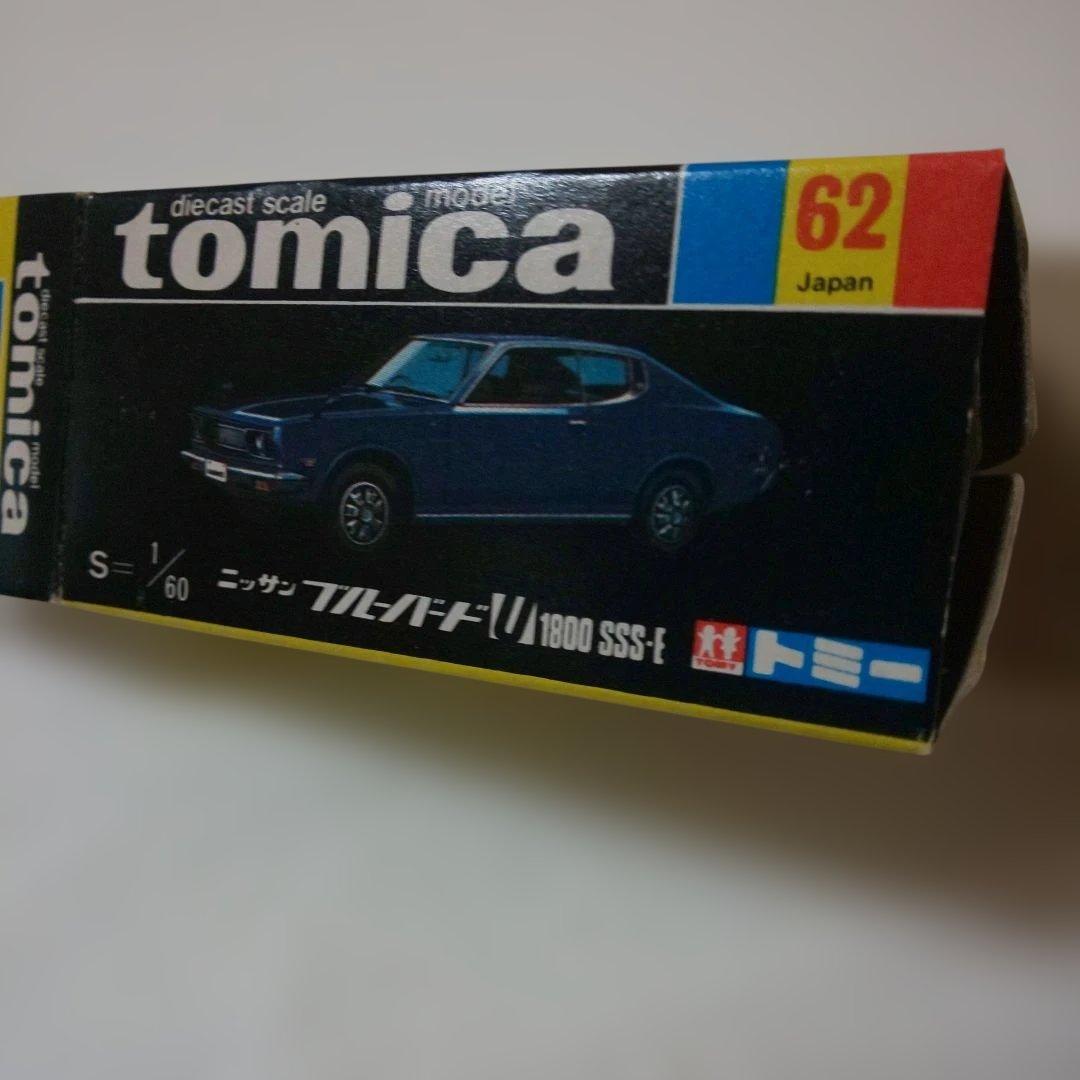 diecast scale model
tomica
62
Japan
S=1/60
ニッサン ブルーバードU 1800 SSS-E
TOMY
トミー
diecast scale model
tomica